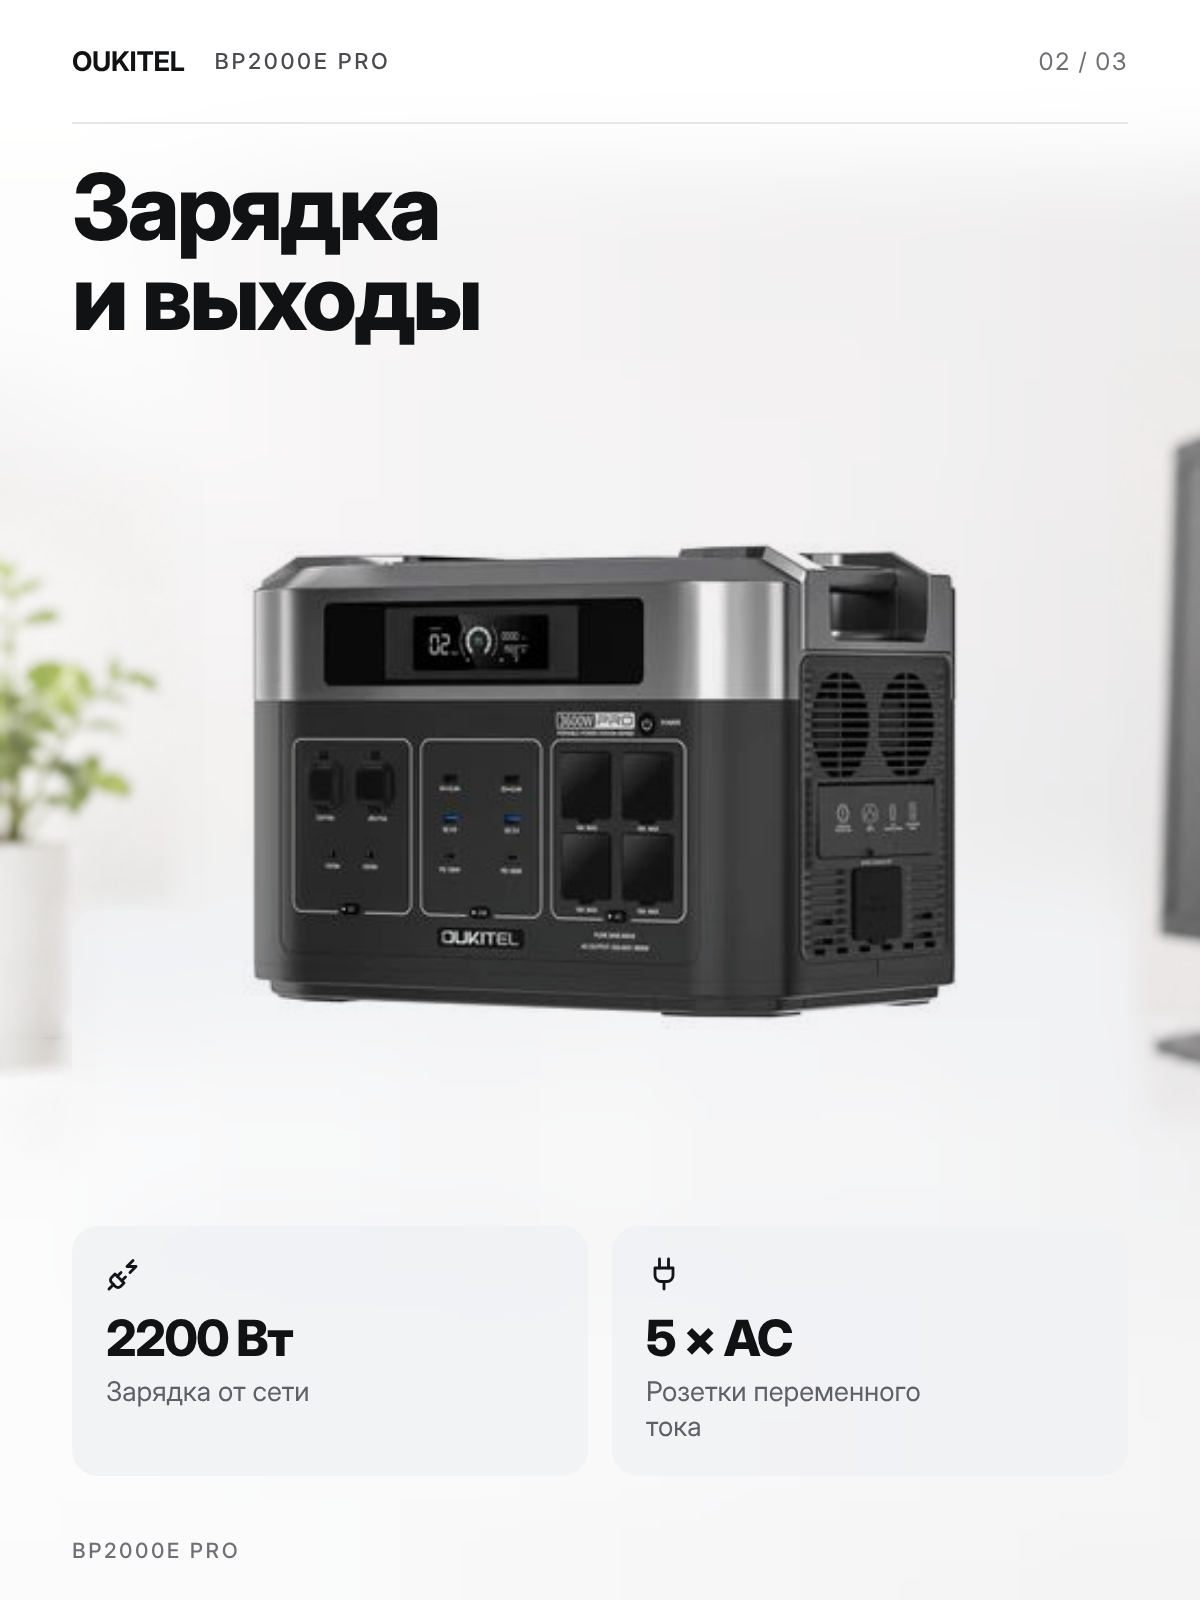 OUKITEL BP2000E PRO 02 / 03
Зарядка
и выходы
02
3600W PRO
POWER
OUKITEL
2200 Вт
Зарядка от сети
5 × AC
Розетки переменного
тока
BP2000E PRO